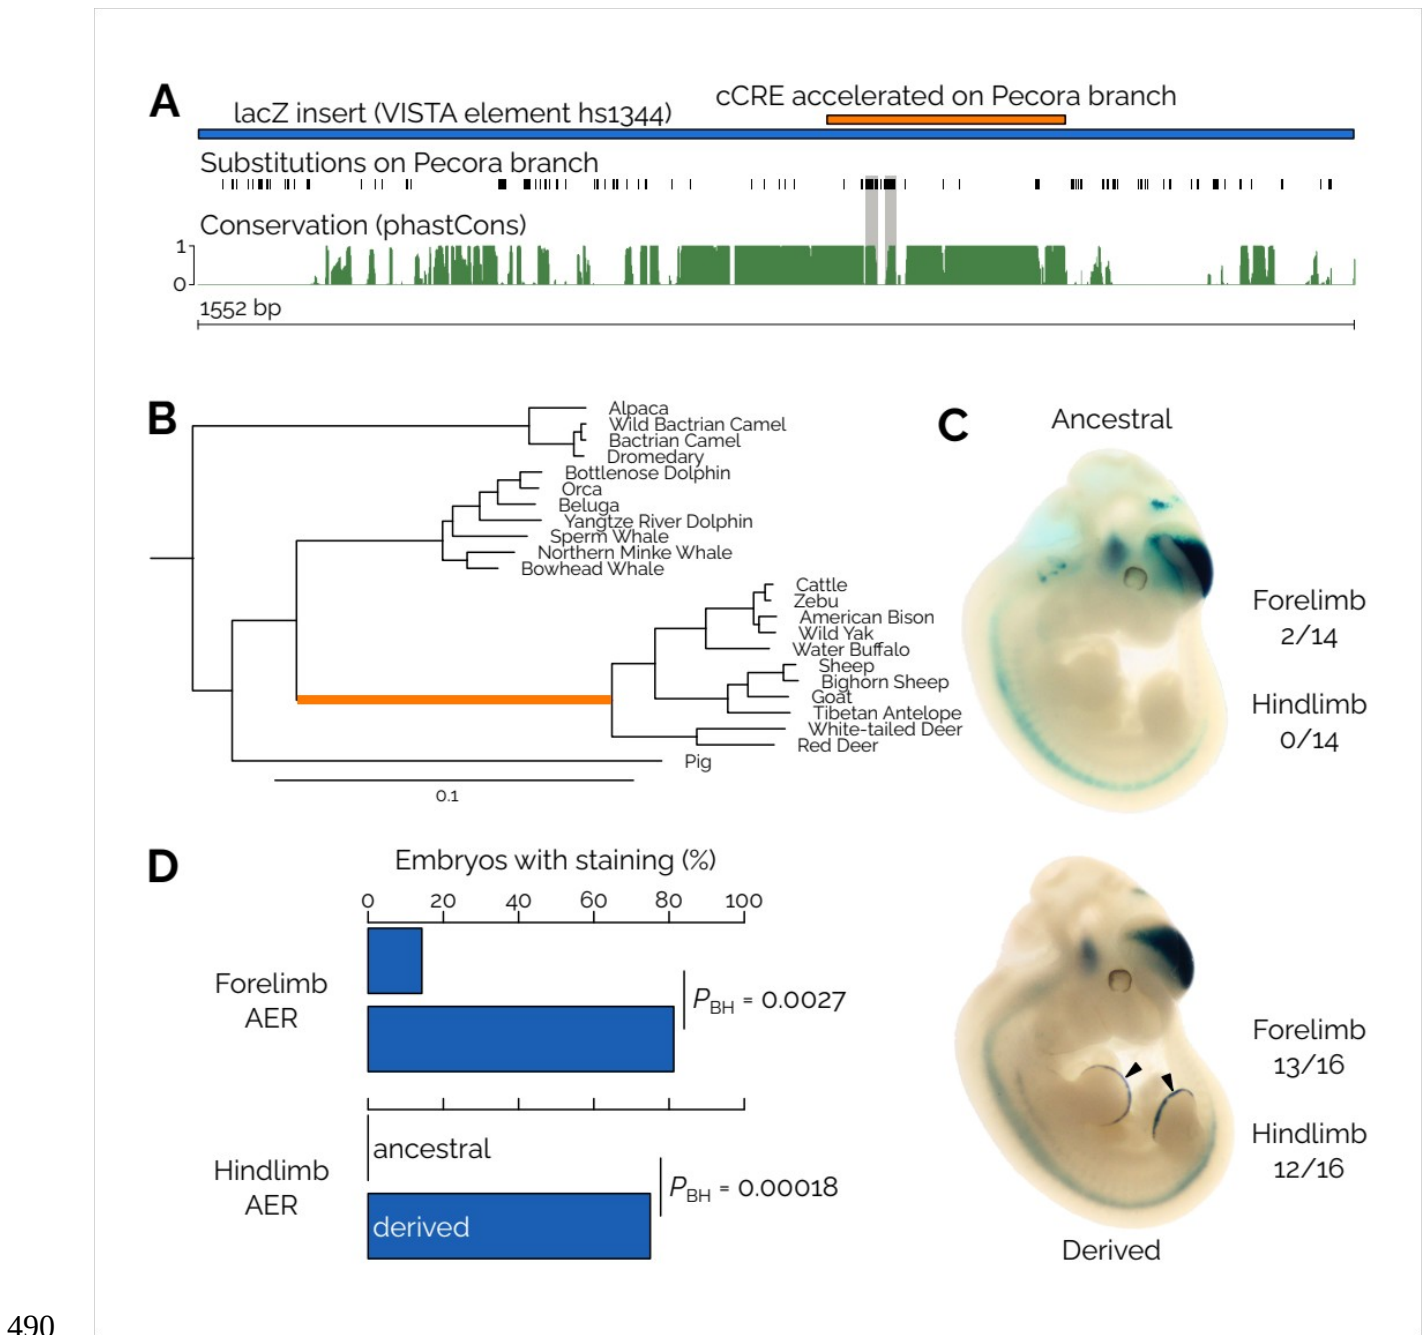 A
lacZ insert (VISTA element hs1344)
cCRE accelerated on Pecora branch
Substitutions on Pecora branch
Conservation (phastCons)
1
0
1552 bp
B
Alpaca
Wild Bactrian Camel
Bactrian Camel
Dromedary
Bottlenose Dolphin
Orca
Beluga
Yangtze River Dolphin
Sperm Whale
Northern Minke Whale
Bowhead Whale
Cattle
Zebu
American Bison
Wild Yak
Water Buffalo
Sheep
Bighorn Sheep
Goat
Tibetan Antelope
White-tailed Deer
Red Deer
Pig
0.1
C
Ancestral
Forelimb
2/14
Hindlimb
0/14
D
Embryos with staining (%)
0 20 40 60 80 100
Forelimb
AER
PBH = 0.0027
Hindlimb
AER
ancestral
derived
PBH = 0.00018
Forelimb
13/16
Hindlimb
12/16
Derived
490